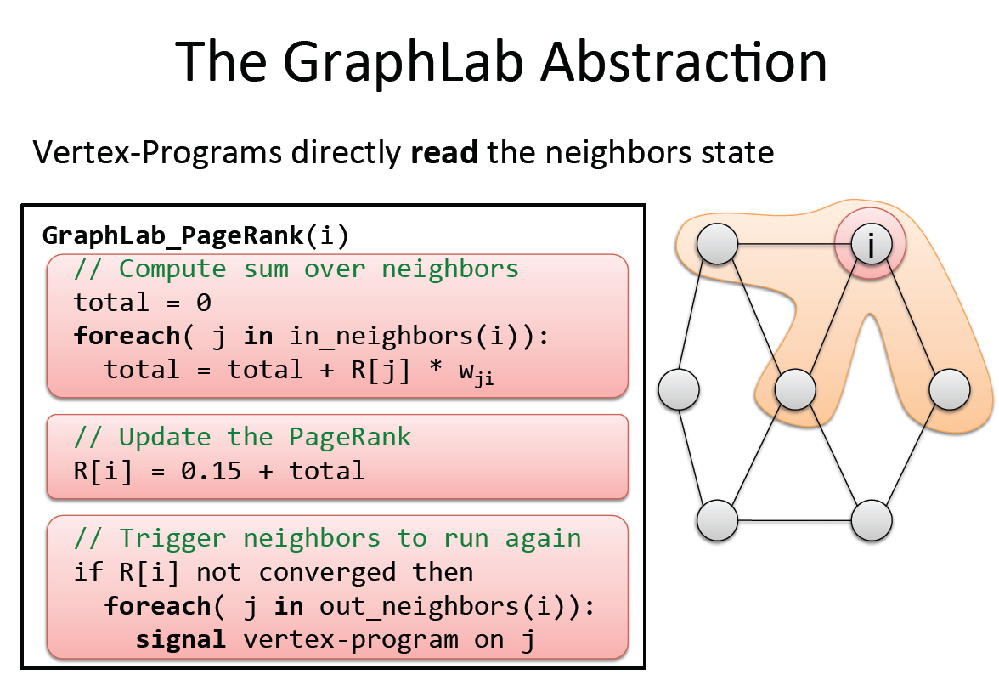 The GraphLab Abstraction
Vertex-Programs directly read the neighbors state
GraphLab_PageRank(i)
// Compute sum over neighbors
total = 0
foreach( j in in_neighbors(i)):
total = total + R[j] * wji
// Update the PageRank
R[i] = 0.15 + total
// Trigger neighbors to run again
if R[i] not converged then
foreach( j in out_neighbors(i)):
signal vertex-program on j
i